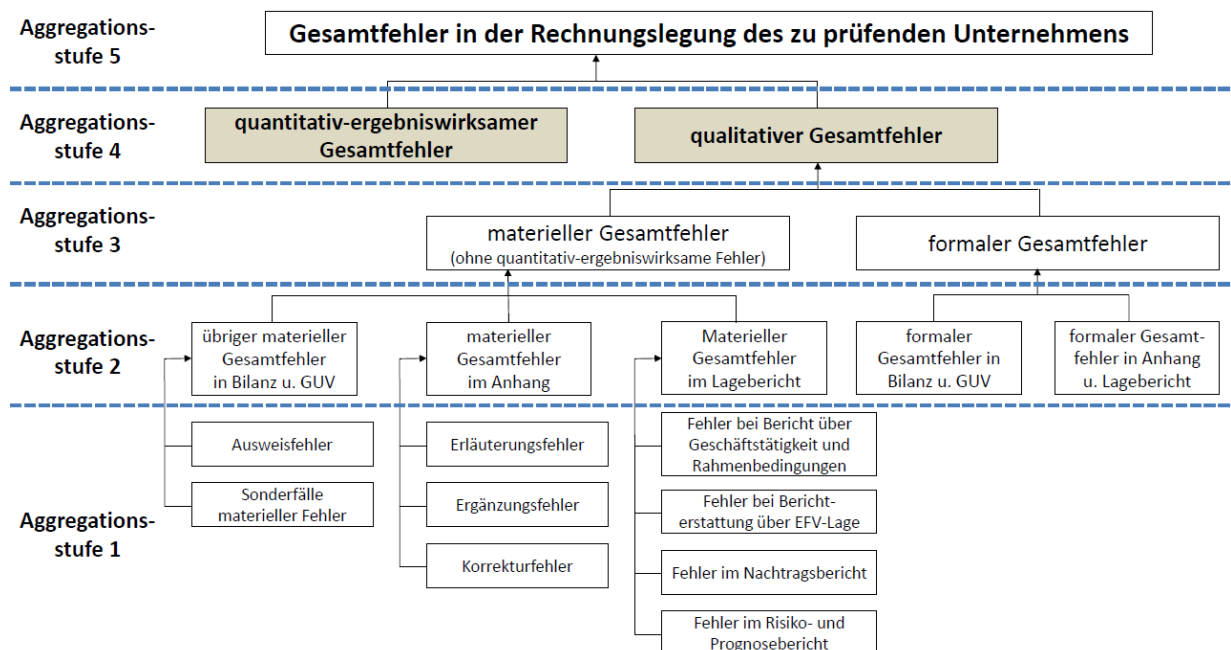 Aggregations-
stufe 5
Gesamtfehler in der Rechnungslegung des zu prüfenden Unternehmens
Aggregations-
stufe 4
quantitativ-ergebniswirksamer
Gesamtfehler
qualitativer Gesamtfehler
Aggregations-
stufe 3
materieller Gesamtfehler
(ohne quantitativ-ergebniswirksame Fehler)
formaler Gesamtfehler
Aggregations-
stufe 2
übriger materieller
Gesamtfehler
in Bilanz u. GUV
materieller
Gesamtfehler
im Anhang
Materieller
Gesamtfehler
im Lagebericht
formaler
Gesamtfehler in
Bilanz u. GUV
formaler Gesamt-
fehler in Anhang
u. Lagebericht
Aggregations-
stufe 1
Ausweisfehler
Sonderfälle
materieller Fehler
Erläuterungsfehler
Ergänzungsfehler
Korrekturfehler
Fehler bei Bericht über
Geschäftstätigkeit und
Rahmenbedingungen
Fehler bei Bericht-
erstattung über EFV-Lage
Fehler im Nachtragsbericht
Fehler im Risiko- und
Prognosebericht